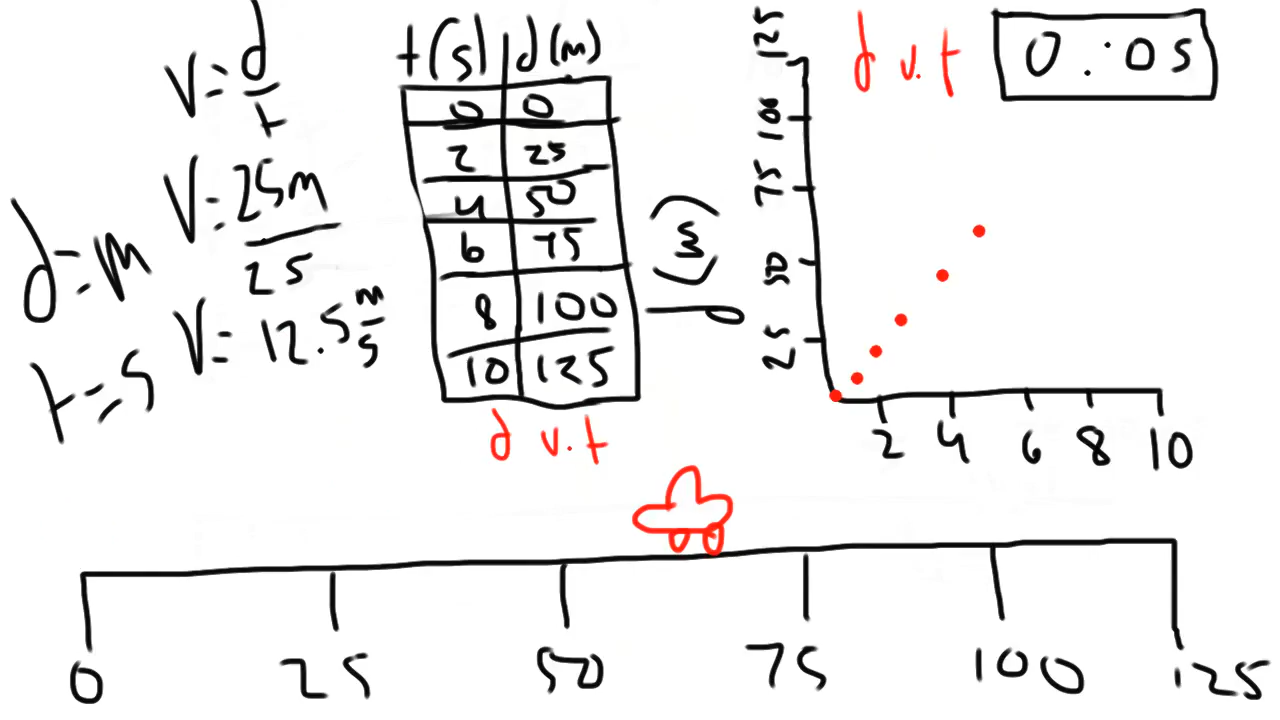 V=d/t
V=25m/2s
V=12.5 m/s
d=m
t=s
t(s) d(m)
0 0
2 25
4 50
6 75
8 100
10 125
d v.t
d v.t
0.:0s
125
100
75
50
25
d (m)
2 4 6 8 10
0 25 50 75 100 125